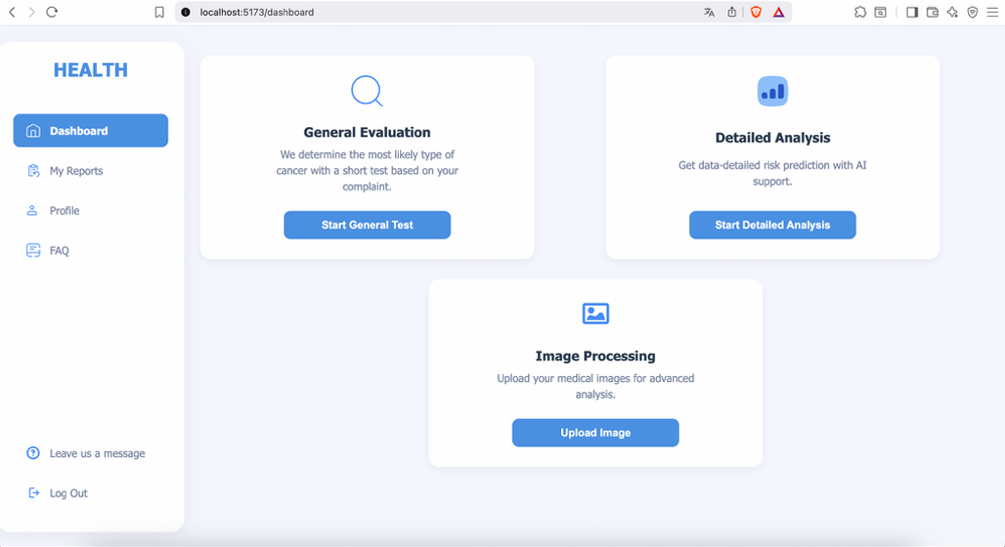 localhost:5173/dashboard
HEALTH
Dashboard
My Reports
Profile
FAQ
Leave us a message
Log Out
General Evaluation
We determine the most likely type of
cancer with a short test based on your
complaint.
Start General Test
Detailed Analysis
Get data-detailed risk prediction with AI
support.
Start Detailed Analysis
Image Processing
Upload your medical images for advanced
analysis.
Upload Image